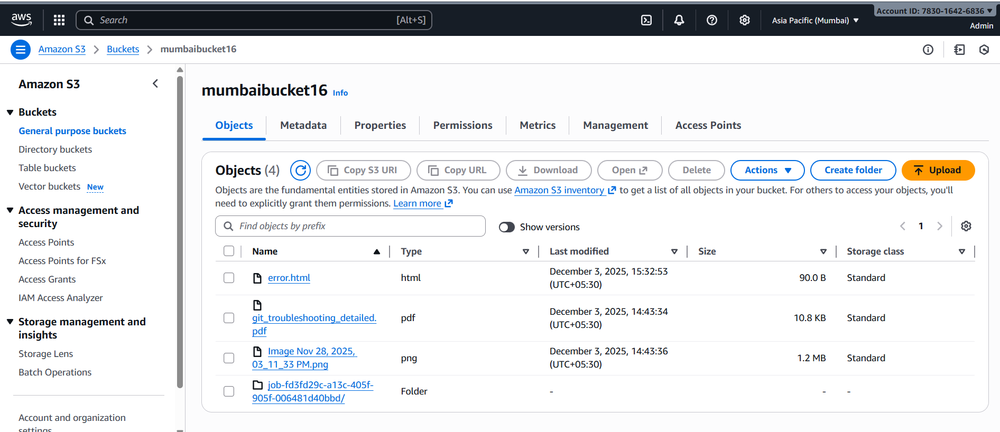 aws
Search
[Alt+S]
Asia Pacific (Mumbai)
Account ID: 7830-1642-6836
Admin
Amazon S3
Buckets
mumbaibucket16
Amazon S3
Buckets
General purpose buckets
Directory buckets
Table buckets
Vector buckets New
Access management and
security
Access Points
Access Points for FSx
Access Grants
IAM Access Analyzer
Storage management and
insights
Storage Lens
Batch Operations
Account and organization
settings
mumbaibucket16 Info
Objects
Metadata
Properties
Permissions
Metrics
Management
Access Points
Objects (4)
Copy S3 URI
Copy URL
Download
Open
Delete
Actions
Create folder
Upload
Objects are the fundamental entities stored in Amazon S3. You can use Amazon S3 inventory to get a list of all objects in your bucket. For others to access your objects, you'll
need to explicitly grant them permissions. Learn more
Find objects by prefix
Show versions
1
Name
Type
Last modified
Size
Storage class
error.html
html
December 3, 2025, 15:32:53
(UTC+05:30)
90.0 B
Standard
git_troubleshooting_detailed.
pdf
pdf
December 3, 2025, 14:43:34
(UTC+05:30)
10.8 KB
Standard
Image Nov 28, 2025,
03_11_33 PM.png
png
December 3, 2025, 14:43:36
(UTC+05:30)
1.2 MB
Standard
job-fd3fd29c-a13c-405f-
905f-006481d40bbd/
Folder
-
-
-